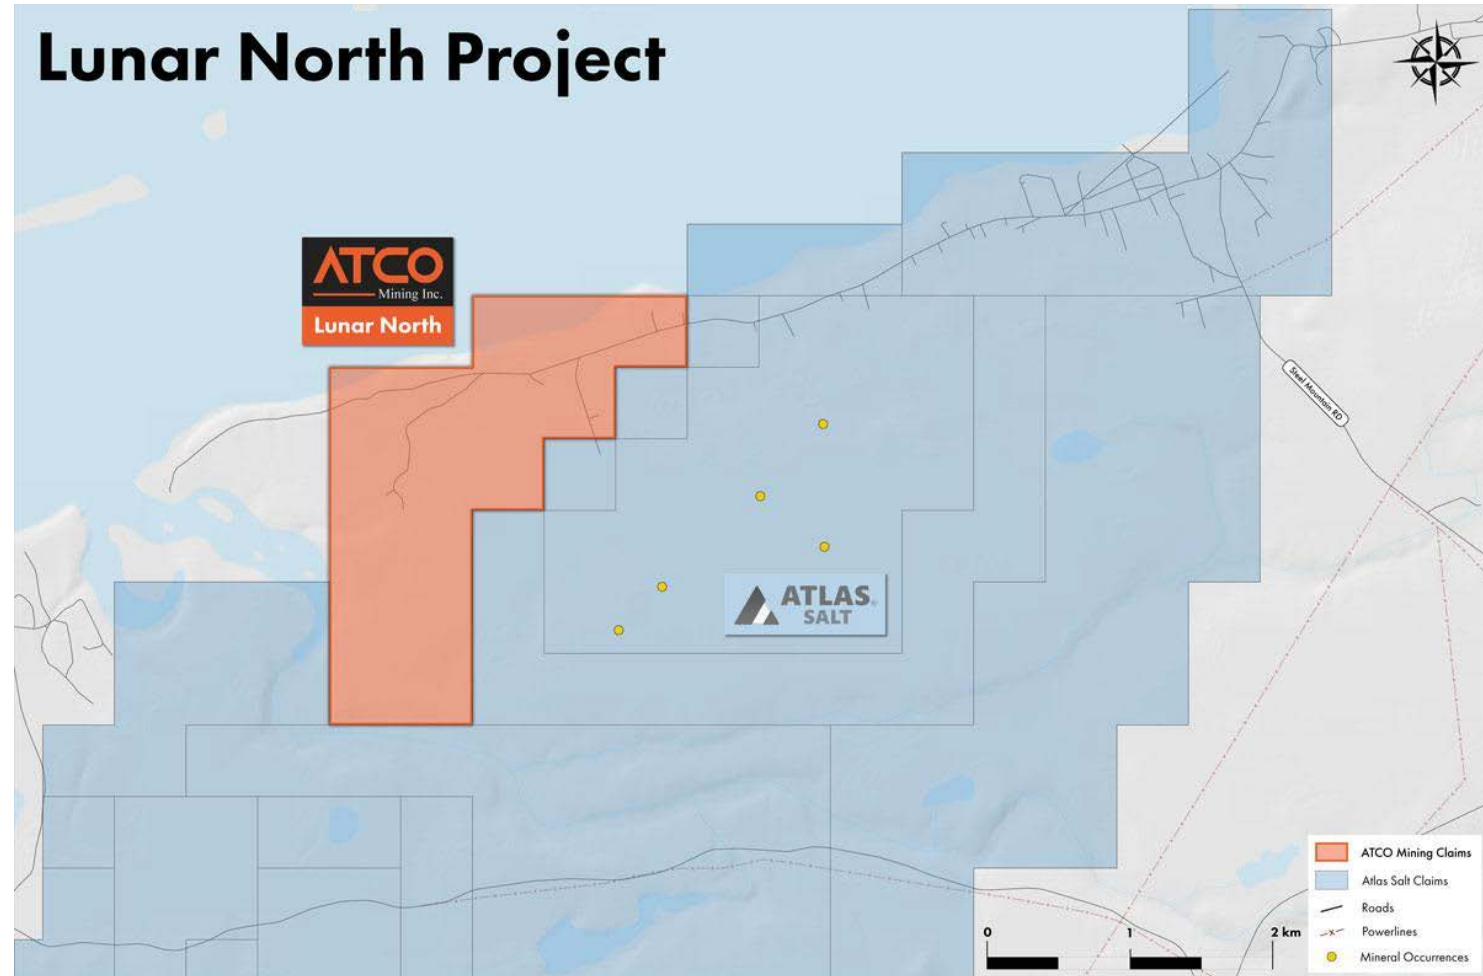 Lunar North Project
ATCO
Mining Inc.
Lunar North
Steel Mountain RD
ATLAS®
SALT
ATCO Mining Claims
Atlas Salt Claims
Roads
Powerlines
Mineral Occurrences
0 1 2 km